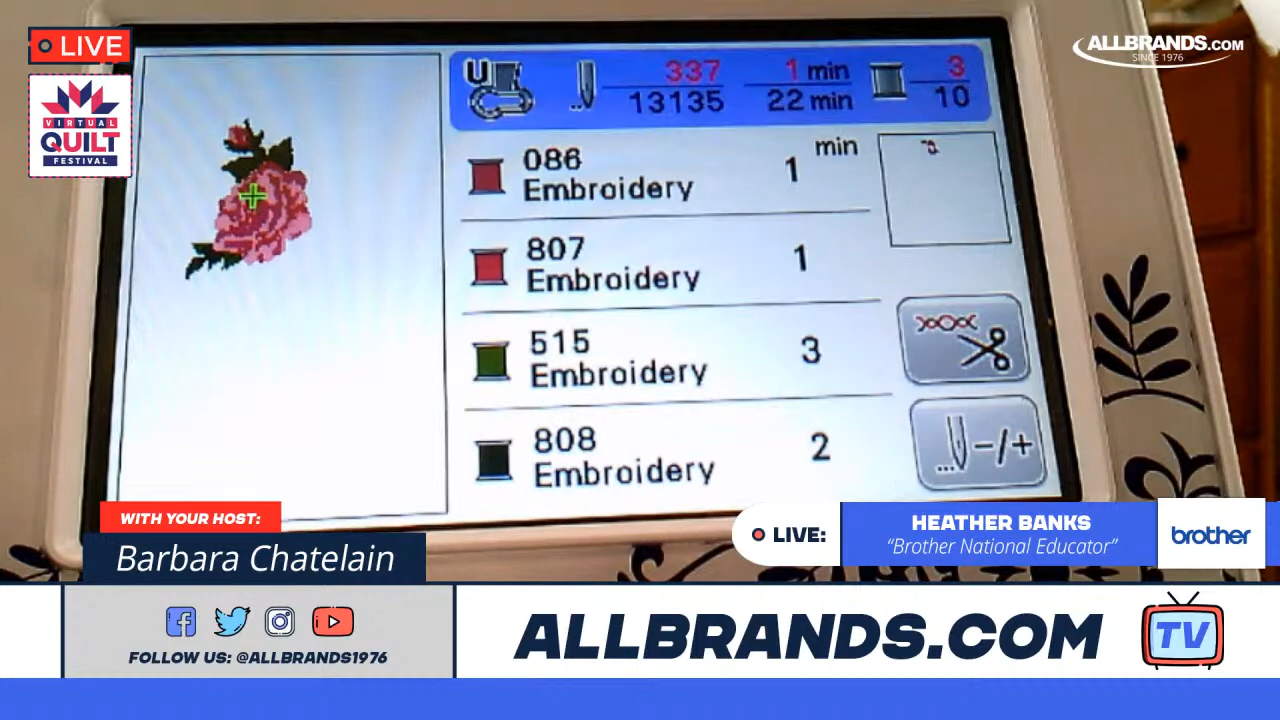 LIVE
VIRTUAL
QUILT
FESTIVAL
ALLBRANDS.COM
SINCE 1976
U
337
13135
1 min
22 min
3
10
min
086
Embroidery
1
807
Embroidery
1
515
Embroidery
3
808
Embroidery
2
-/+
WITH YOUR HOST:
Barbara Chatelain
LIVE:
HEATHER BANKS
“Brother National Educator”
brother
FOLLOW US: @ALLBRANDS1976
ALLBRANDS.COM
TV